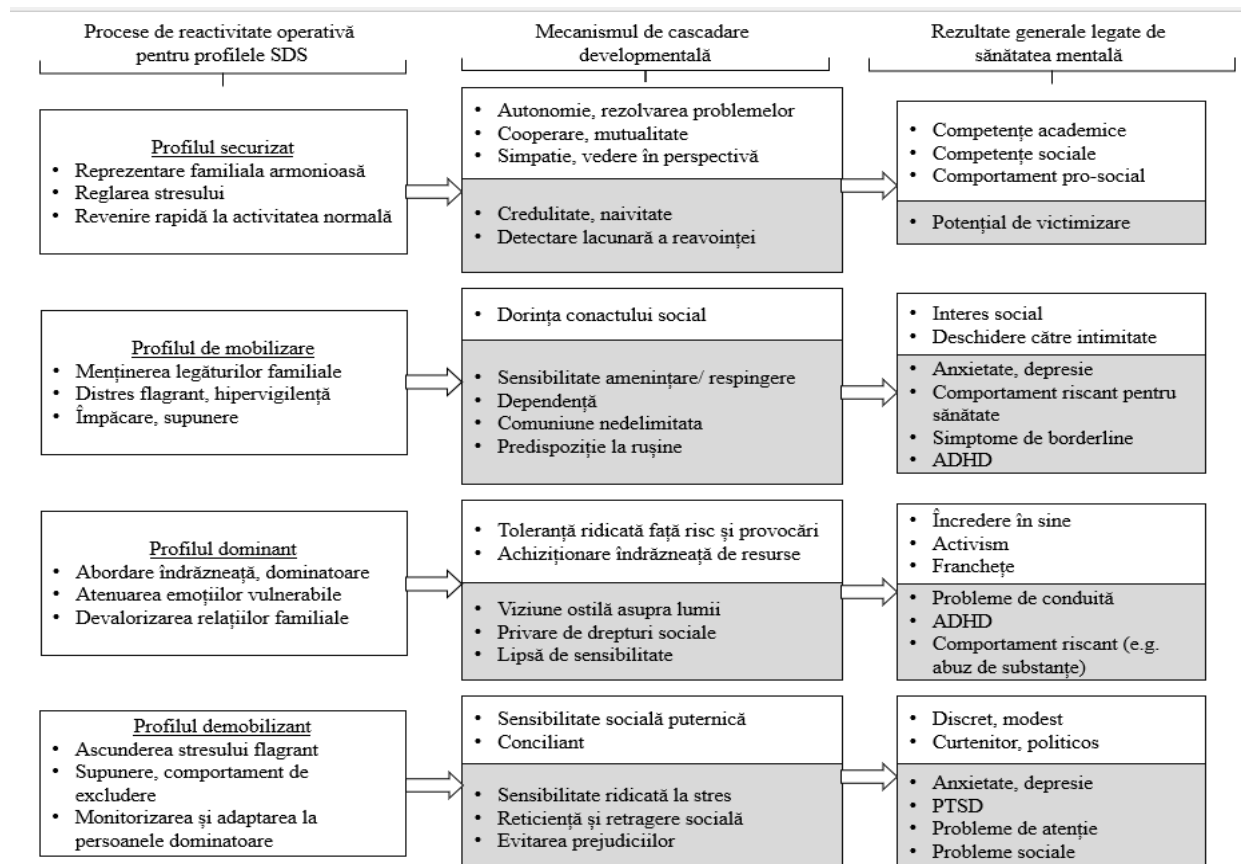 Procese de reactivitate operativă
pentru profilele SDS
Mecanismul de cascadare
developmentală
Rezultate generale legate de
sănătatea mentală
Profilul securizat
• Reprezentare familiala armonioasă
• Reglarea stresului
• Revenire rapidă la activitatea normală
• Autonomie, rezolvarea problemelor
• Cooperare, mutualitate
• Simpatie, vedere în perspectivă
• Credulitate, naivitate
• Detectare lacunară a reavoinței
• Competențe academice
• Competențe sociale
• Comportament pro-social
• Potențial de victimizare
Profilul de mobilizare
• Menținerea legăturilor familiale
• Distres flagrant, hipervigilență
• Împăcare, supunere
• Dorința conactului social
• Sensibilitate amenințare/ respingere
• Dependență
• Comuniune nedelimitata
• Predispoziție la rușine
• Interes social
• Deschidere către intimitate
• Anxietate, depresie
• Comportament riscant pentru
sănătate
• Simptome de borderline
• ADHD
Profilul dominant
• Abordare îndrăzneață, dominatoare
• Atenuarea emoțiilor vulnerabile
• Devalorizarea relațiilor familiale
• Toleranță ridicată față risc și provocări
• Achiziționare îndrăzneață de resurse
• Viziune ostilă asupra lumii
• Privare de drepturi sociale
• Lipsă de sensibilitate
• Încredere în sine
• Activism
• Franchețe
• Probleme de conduită
• ADHD
• Comportament riscant (e.g.
abuz de substanțe)
Profilul demobilizant
• Ascunderea stresului flagrant
• Supunere, comportament de
excludere
• Monitorizarea și adaptarea la
persoanele dominatoare
• Sensibilitate socială puternică
• Conciliant
• Sensibilitate ridicată la stres
• Reticiență și retragere socială
• Evitarea prejudiciilor
• Discret, modest
• Curtenitor, politicos
• Anxietate, depresie
• PTSD
• Probleme de atenție
• Probleme sociale